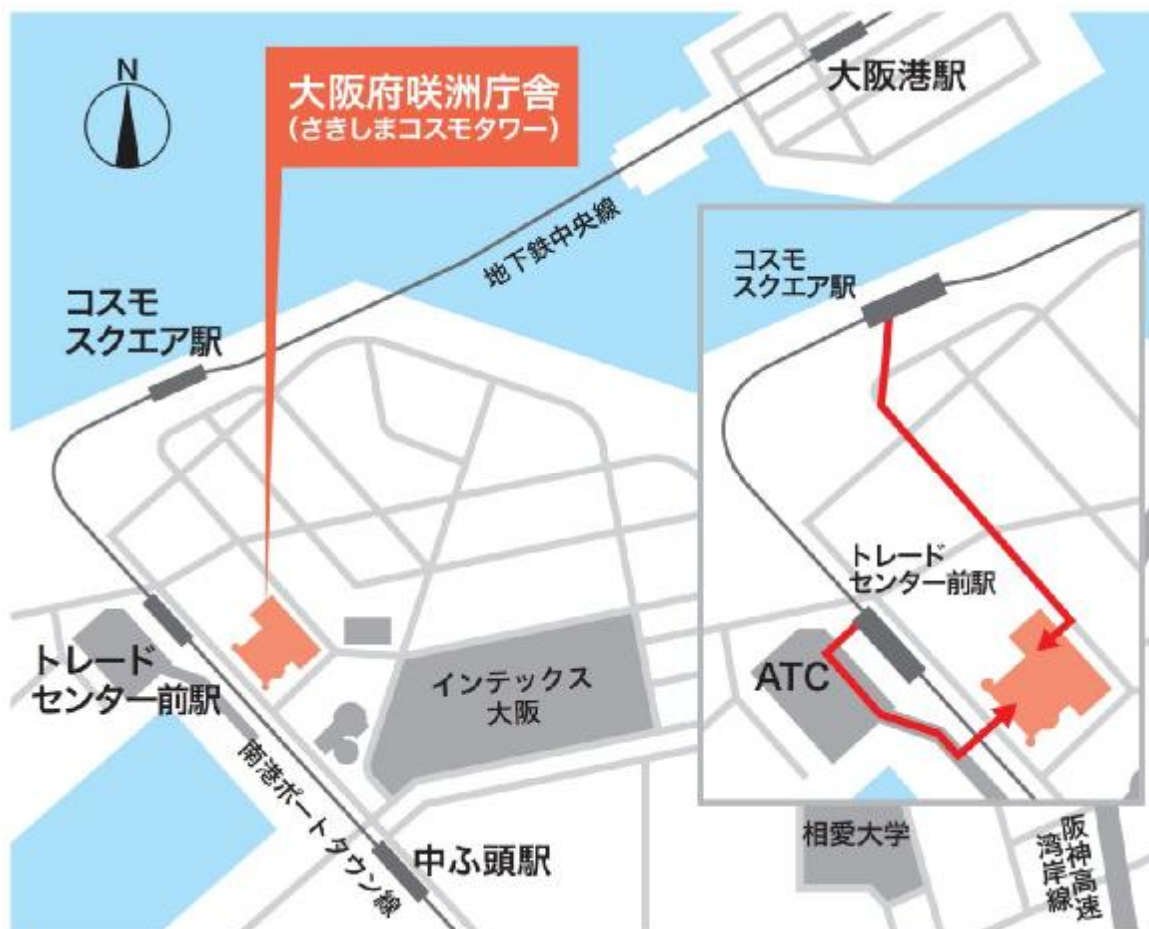 N
大阪府咲洲庁舎
(さきしまコスモタワー)
大阪港駅
地下鉄中央線
コスモ
スクエア駅
コスモ
スクエア駅
トレード
センター前駅
ATC
トレード
センター前駅
インテックス
大阪
南港ポートタウン線
中ふ頭駅
相愛大学
阪神高速
湾岸線